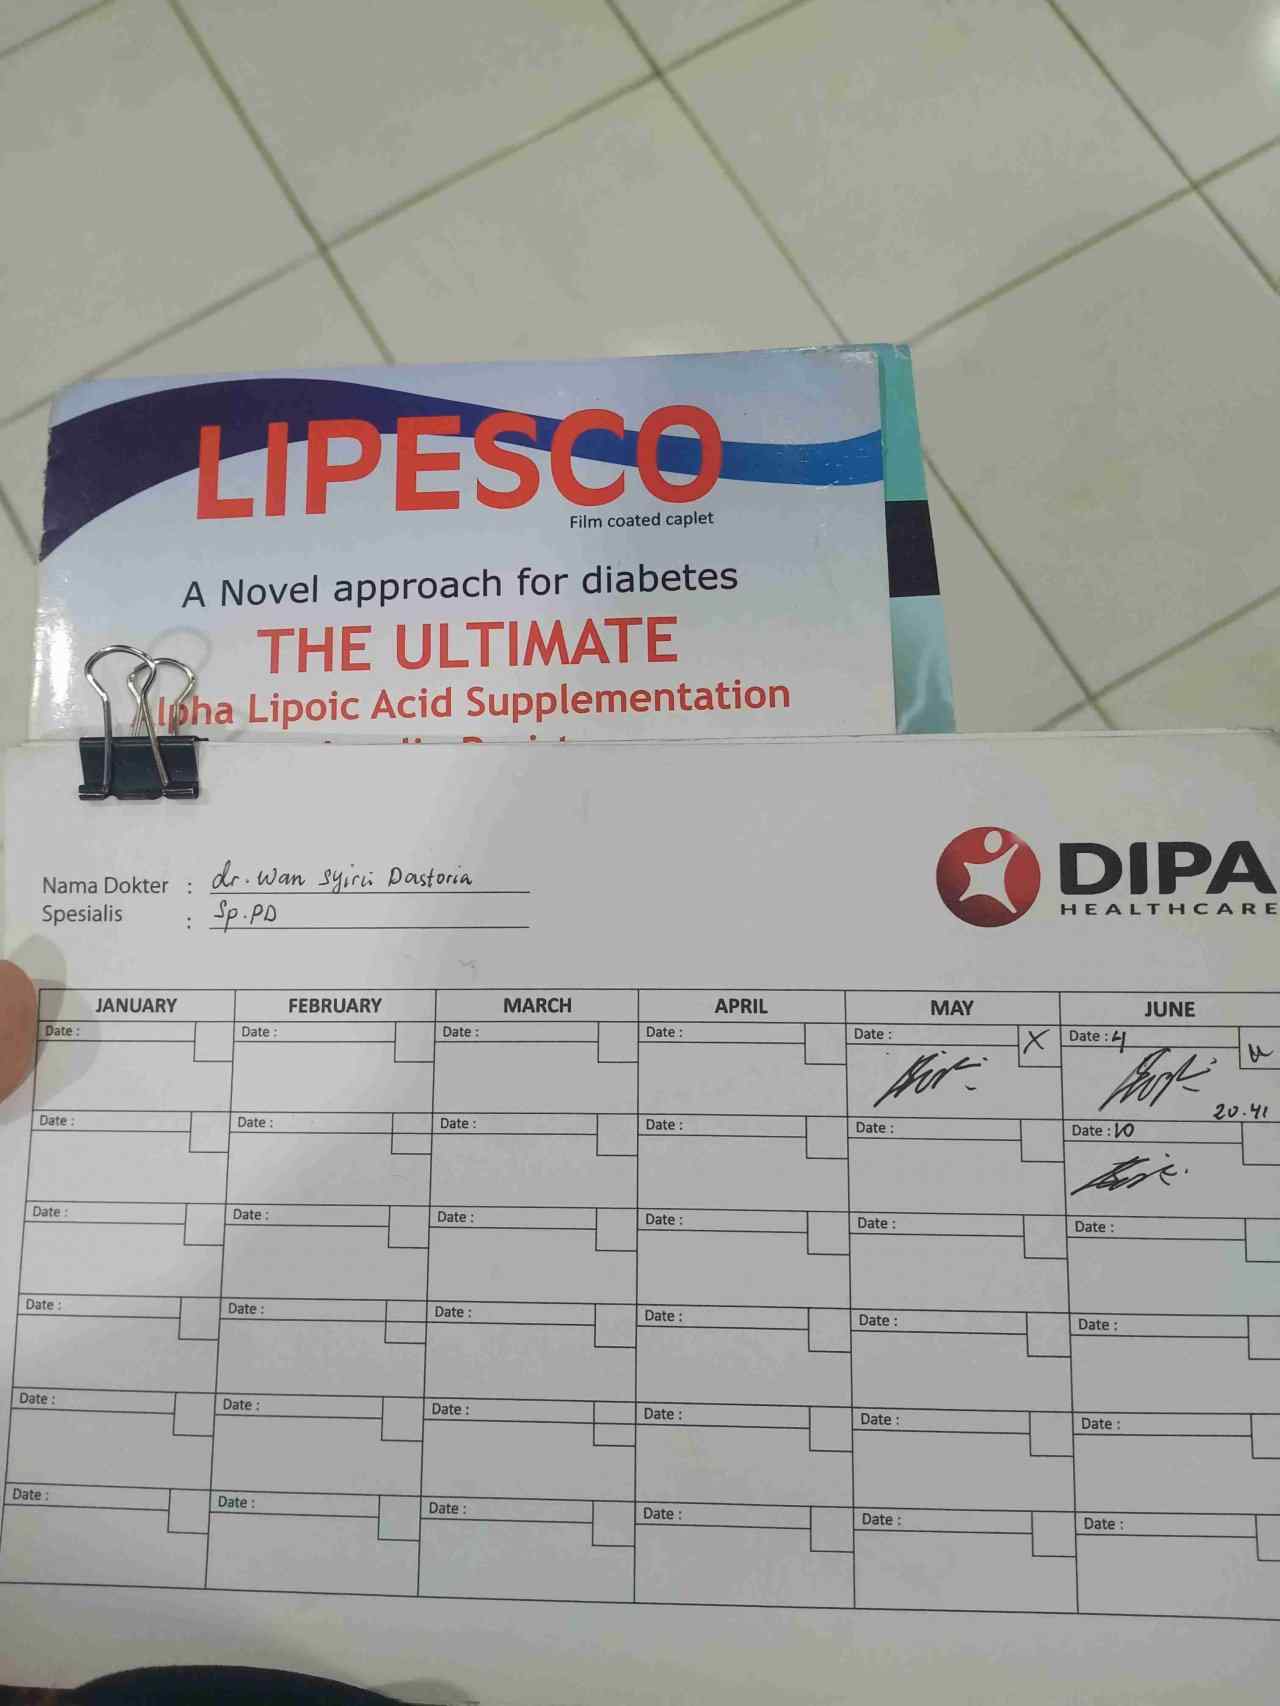 LIPESCO
Film coated caplet
A Novel approach for diabetes
THE ULTIMATE
Alpha Lipoic Acid Supplementation
DIPA
HEALTHCARE
Nama Dokter : dr. Wan Syirii Dastoria
Spesialis : Sp.PD
JANUARY FEBRUARY MARCH APRIL MAY JUNE
Date : Date : Date : Date : Date : X Date : 4
20.41
Date : Date : Date : Date : Date : Date : 10
Date : Date : Date : Date : Date : Date :
Date : Date : Date : Date : Date : Date :
Date : Date : Date : Date : Date : Date :
Date : Date : Date : Date : Date : Date :